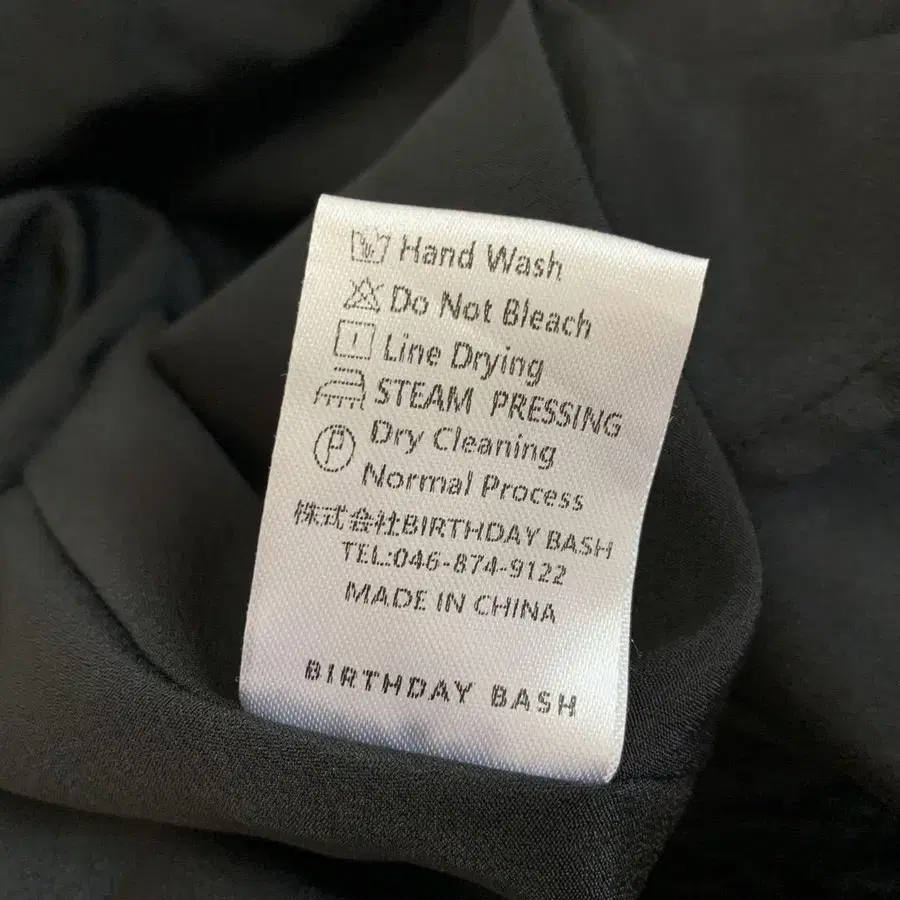 Hand Wash
Do Not Bleach
Line Drying
STEAM PRESSING
P Dry Cleaning
Normal Process
株式会社BIRTHDAY BASH
TEL:046-874-9122
MADE IN CHINA
BIRTHDAY BASH